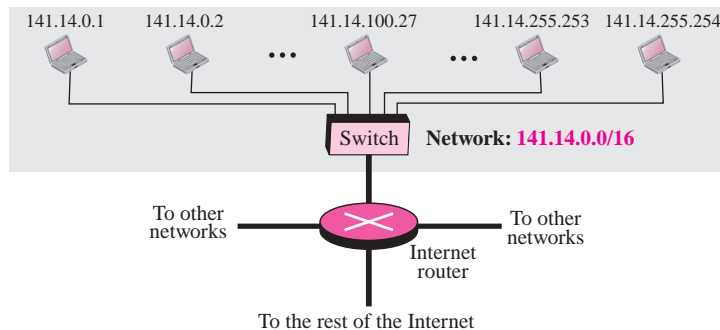 141.14.0.1
141.14.0.2
141.14.100.27
141.14.255.253
141.14.255.254
Switch
Network: 141.14.0.0/16
To other
networks
To other
networks
Internet
router
To the rest of the Internet